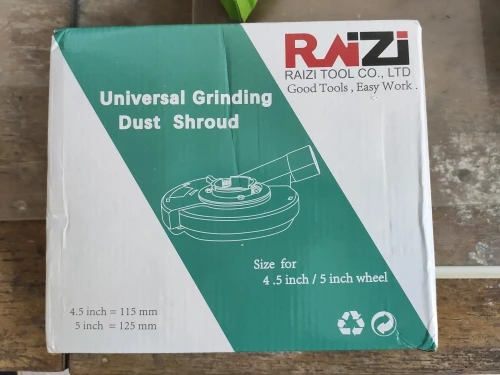 RAIZI
RAIZI TOOL CO., LTD
Good Tools , Easy Work .
Universal Grinding
Dust Shroud
Size for
4 .5 inch / 5 inch wheel
4.5 inch = 115 mm
5 inch = 125 mm